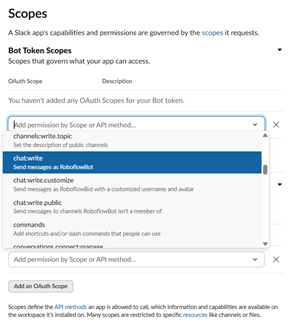 Scopes
A Slack app's capabilities and permissions are governed by the scopes it requests.
Bot Token Scopes
Scopes that govern what your app can access.
OAuth Scope Description
You haven't added any OAuth Scopes for your Bot token.
Add permission by Scope or API method...
channels:write.topic
Set the description of public channels
chat:write
Send messages as RoboflowBot
chat:write.customize
Send messages as RoboflowBot with a customized username and avatar
chat:write.public
Send messages to channels RoboflowBot isn't a member of
commands
Add shortcuts and/or slash commands that people can use
conversations.connect:manage
Add permission by Scope or API method...
Add an OAuth Scope
Scopes define the API methods an app is allowed to call, which information and capabilities are available on
the workspace it's installed on. Many scopes are restricted to specific resources like channels or files.